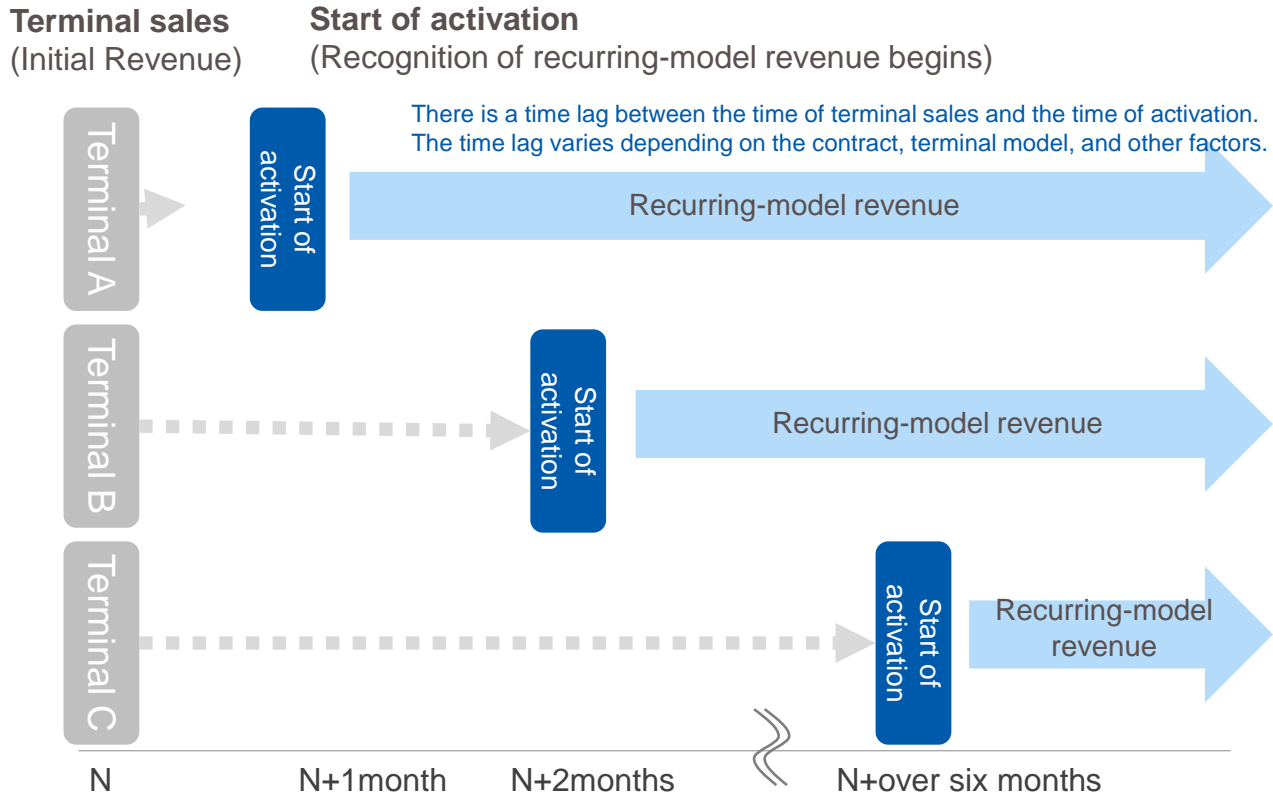 Terminal sales
(Initial Revenue)
Start of activation
(Recognition of recurring-model revenue begins)
There is a time lag between the time of terminal sales and the time of activation.
The time lag varies depending on the contract, terminal model, and other factors.
Terminal A
Start of
activation
Recurring-model revenue
Terminal B
Start of
activation
Recurring-model revenue
Terminal C
Start of
activation
Recurring-model
revenue
N
N+1month
N+2months
N+over six months